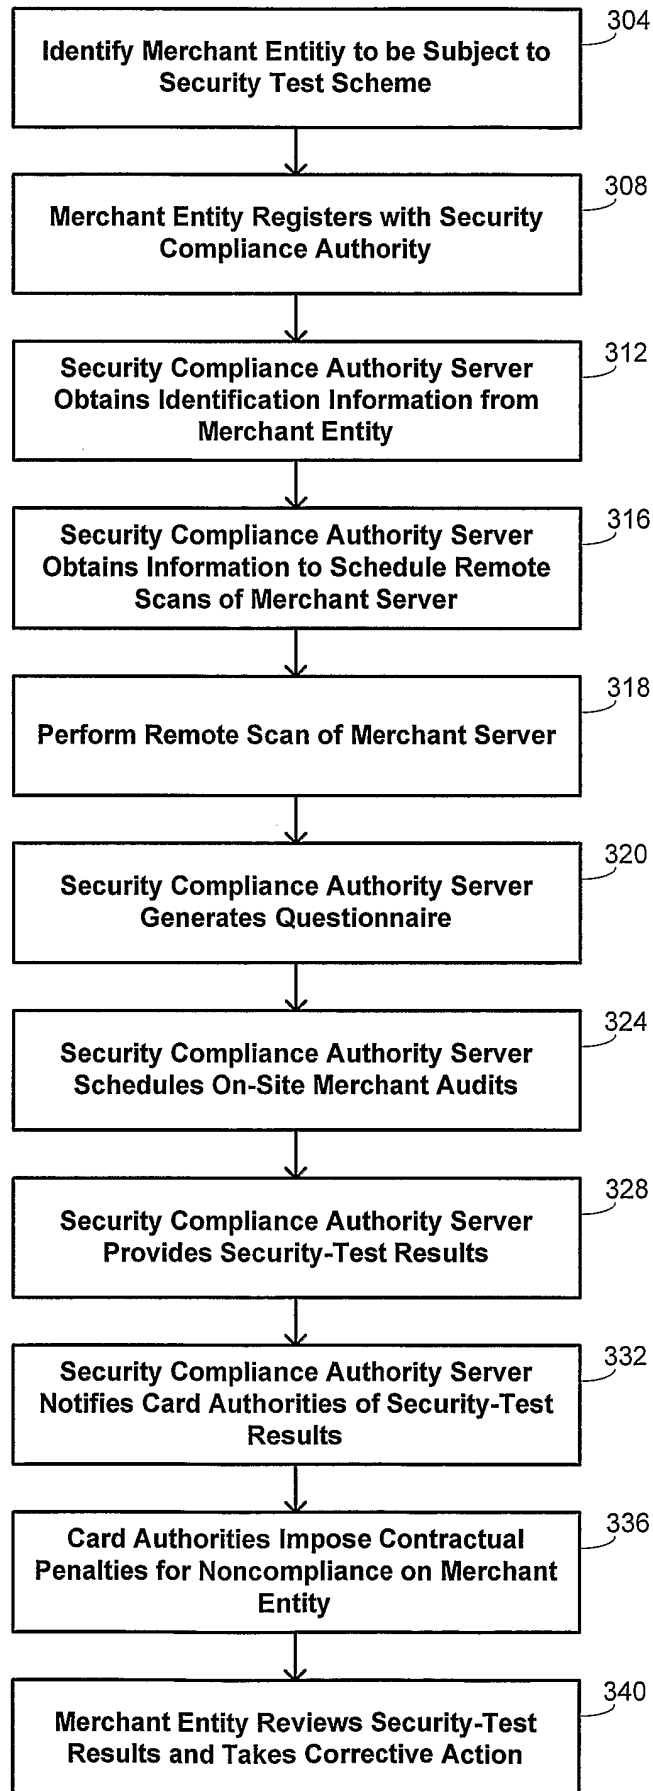 304
Identify Merchant Entitiy to be Subject to
Security Test Scheme
308
Merchant Entity Registers with Security
Compliance Authority
312
Security Compliance Authority Server
Obtains Identification Information from
Merchant Entity
316
Security Compliance Authority Server
Obtains Information to Schedule Remote
Scans of Merchant Server
318
Perform Remote Scan of Merchant Server
320
Security Compliance Authority Server
Generates Questionnaire
324
Security Compliance Authority Server
Schedules On-Site Merchant Audits
328
Security Compliance Authority Server
Provides Security-Test Results
332
Security Compliance Authority Server
Notifies Card Authorities of Security-Test
Results
336
Card Authorities Impose Contractual
Penalties for Noncompliance on Merchant
Entity
340
Merchant Entity Reviews Security-Test
Results and Takes Corrective Action